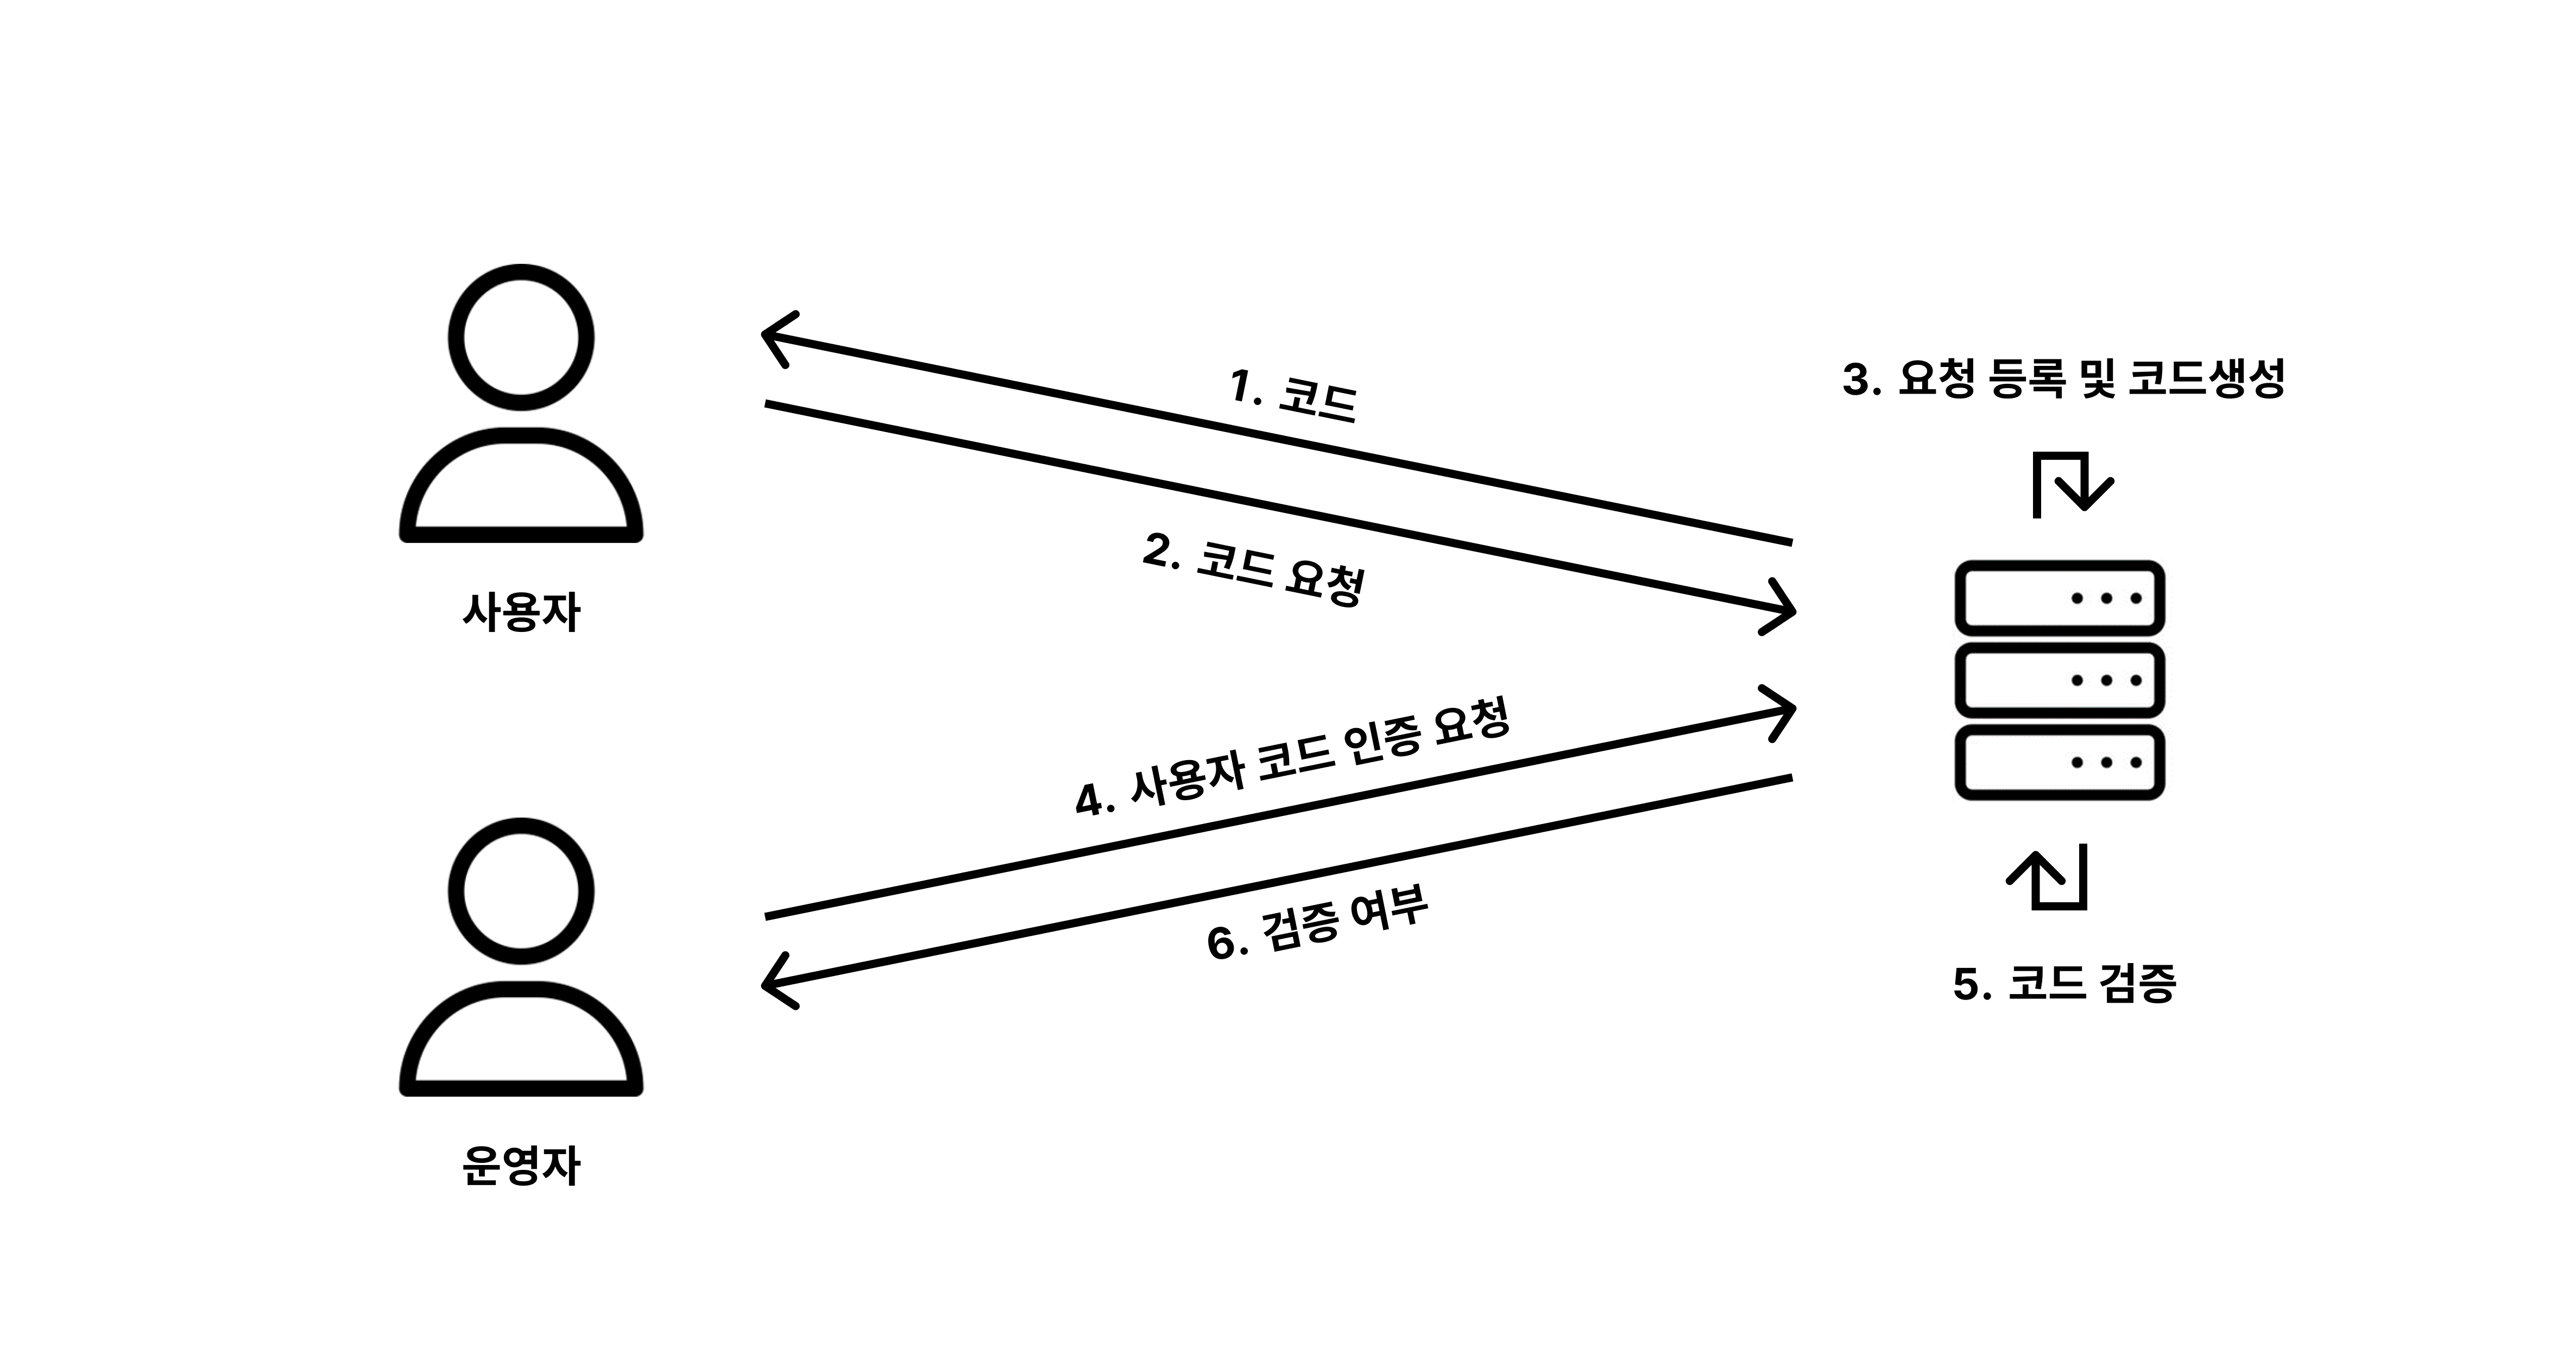 1. 코드
2. 코드 요청
사용자
3. 요청 등록 및 코드생성
4. 사용자 코드 인증 요청
6. 검증 여부
운영자
5. 코드 검증